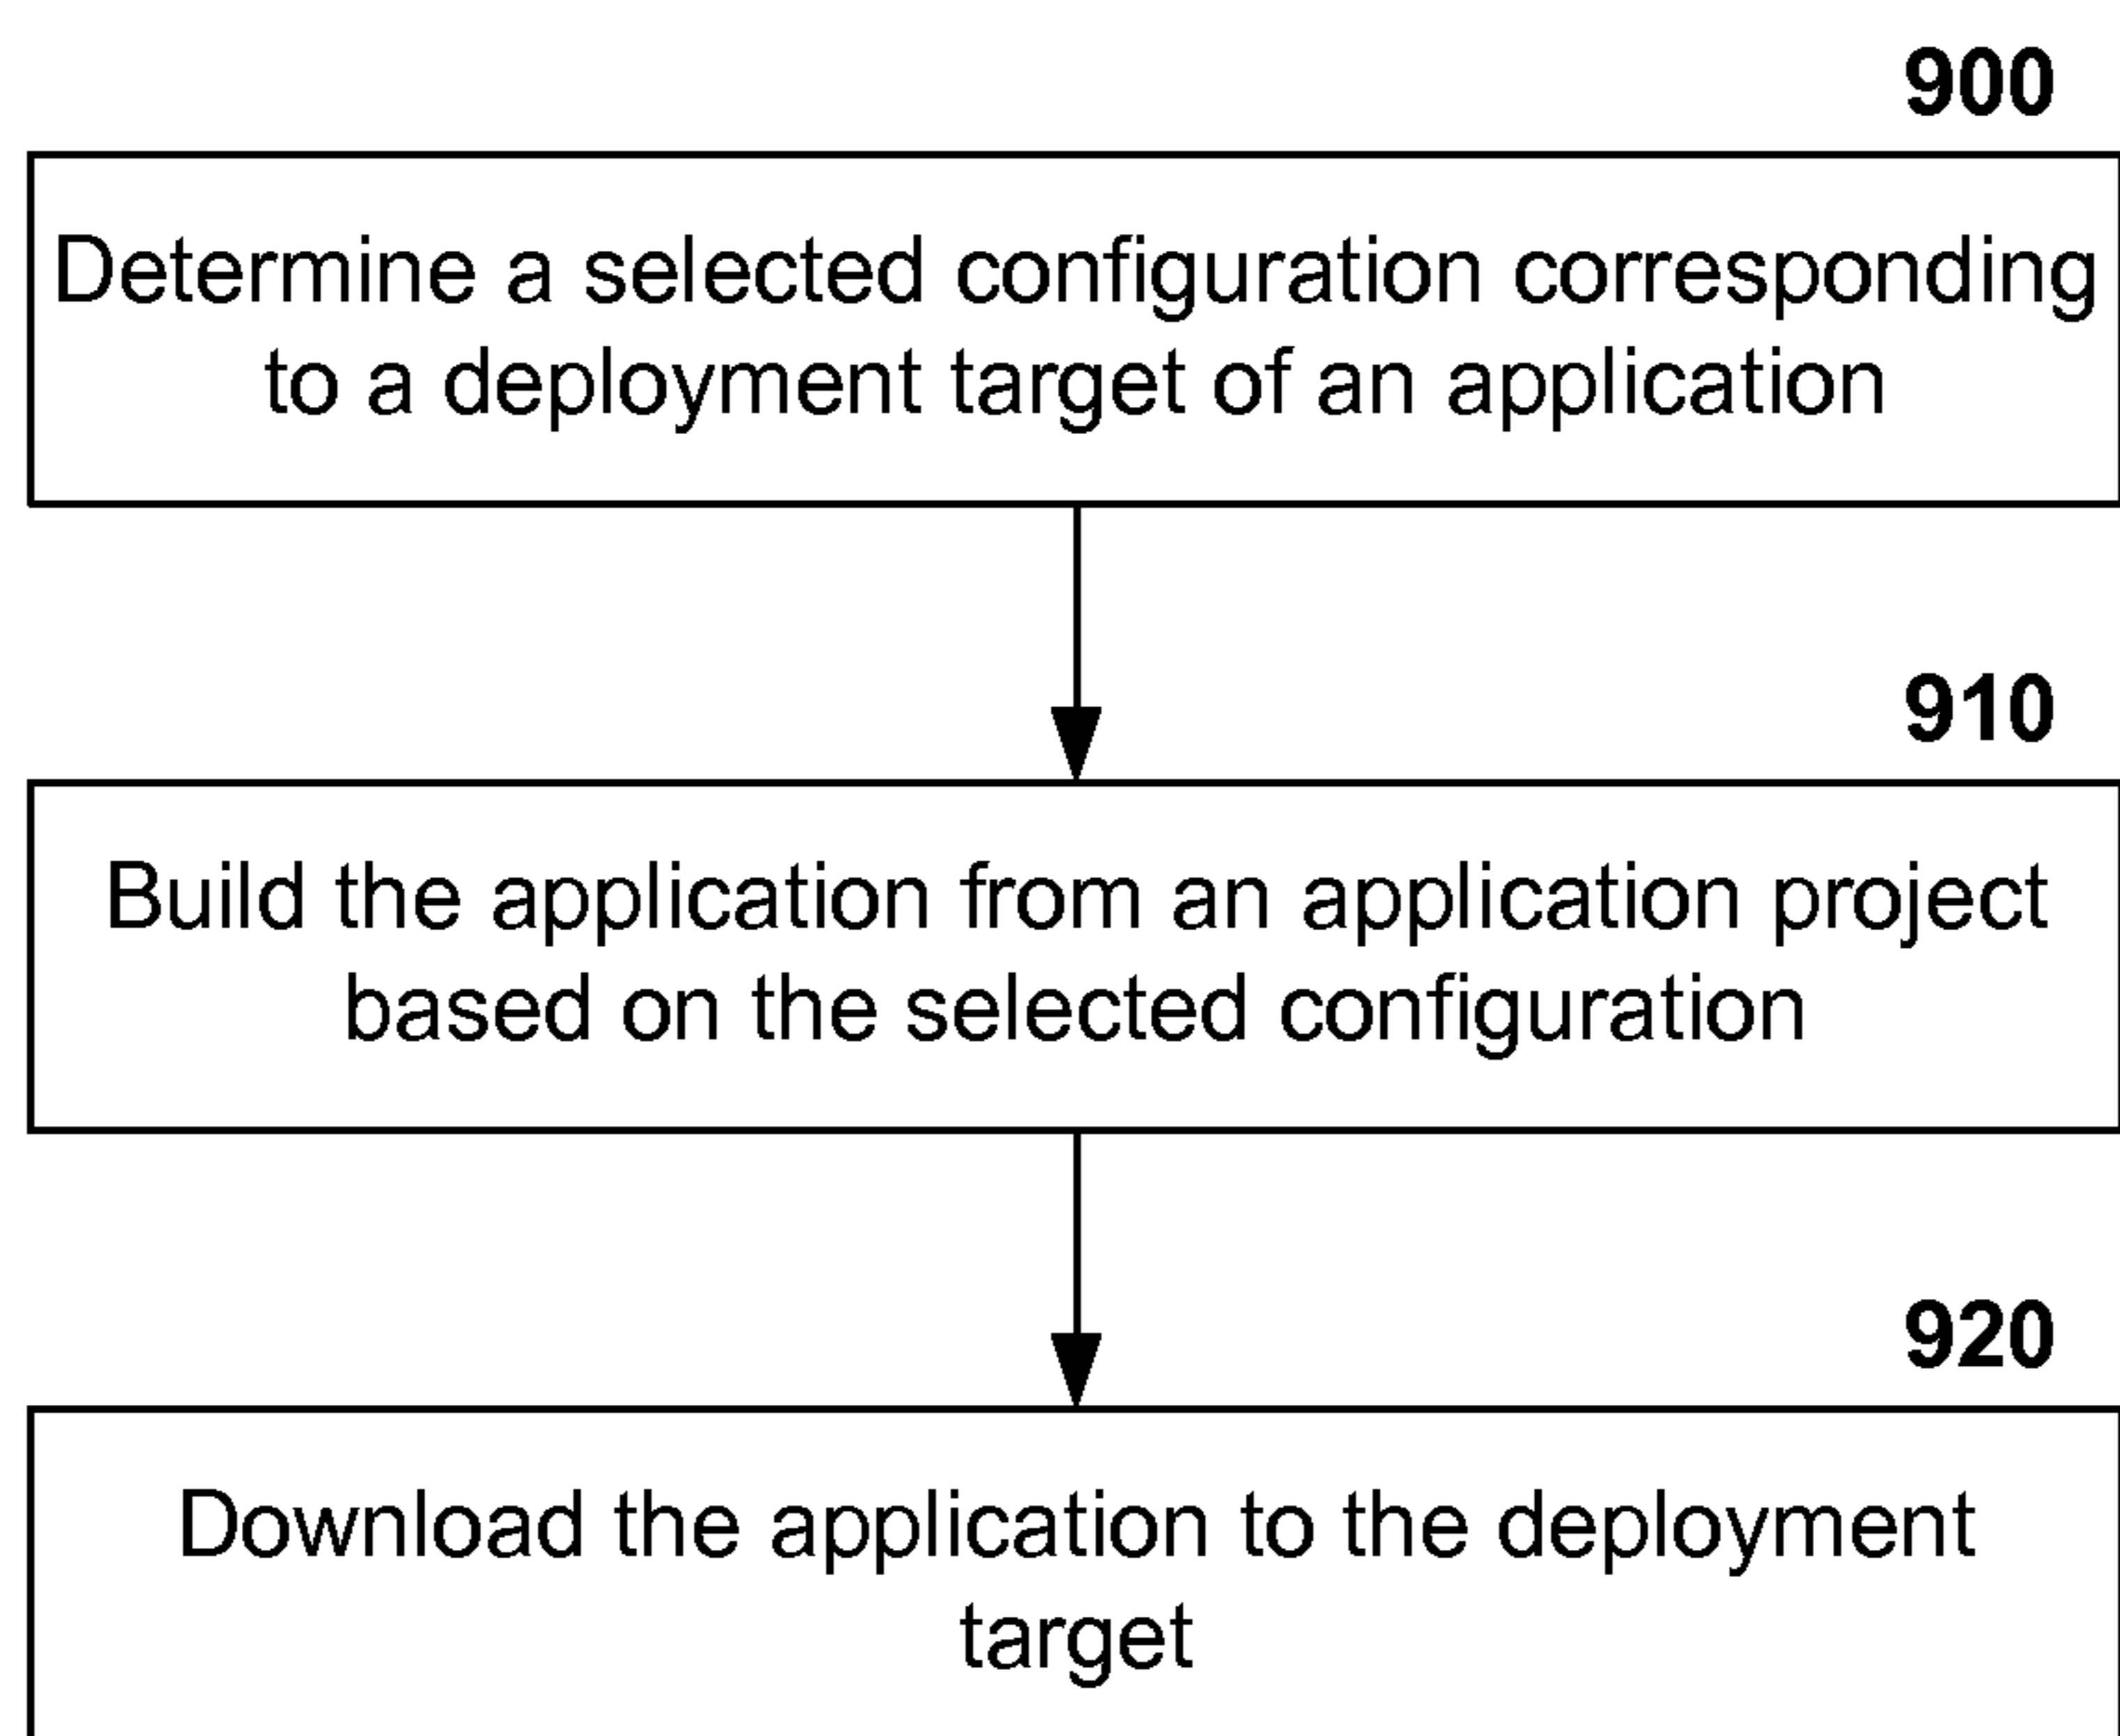 900
Determine a selected configuration corresponding
to a deployment target of an application
910
Build the application from an application project
based on the selected configuration
920
Download the application to the deployment
target